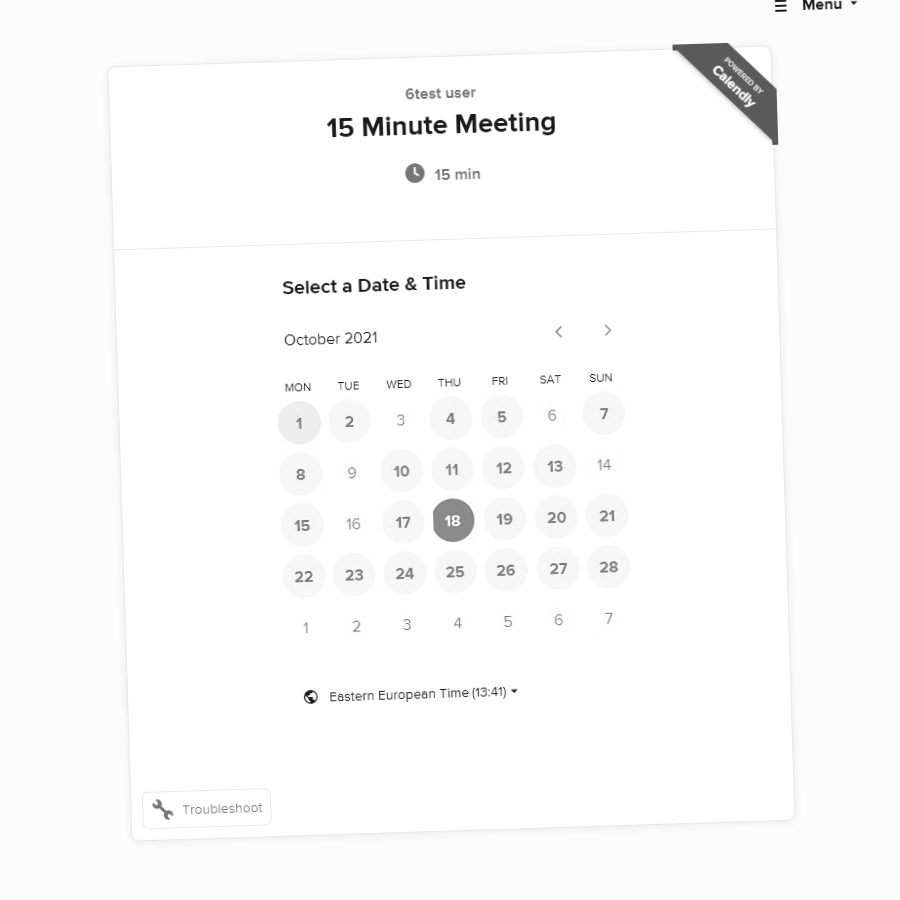 Menu
POWERED BY
Calendly
6test user
15 Minute Meeting
15 min
Select a Date & Time
October 2021
MON TUE WED THU FRI SAT SUN
1 2 3 4 5 6 7
8 9 10 11 12 13 14
15 16 17 18 19 20 21
22 23 24 25 26 27 28
1 2 3 4 5 6 7
Eastern European Time (13:41)
Troubleshoot